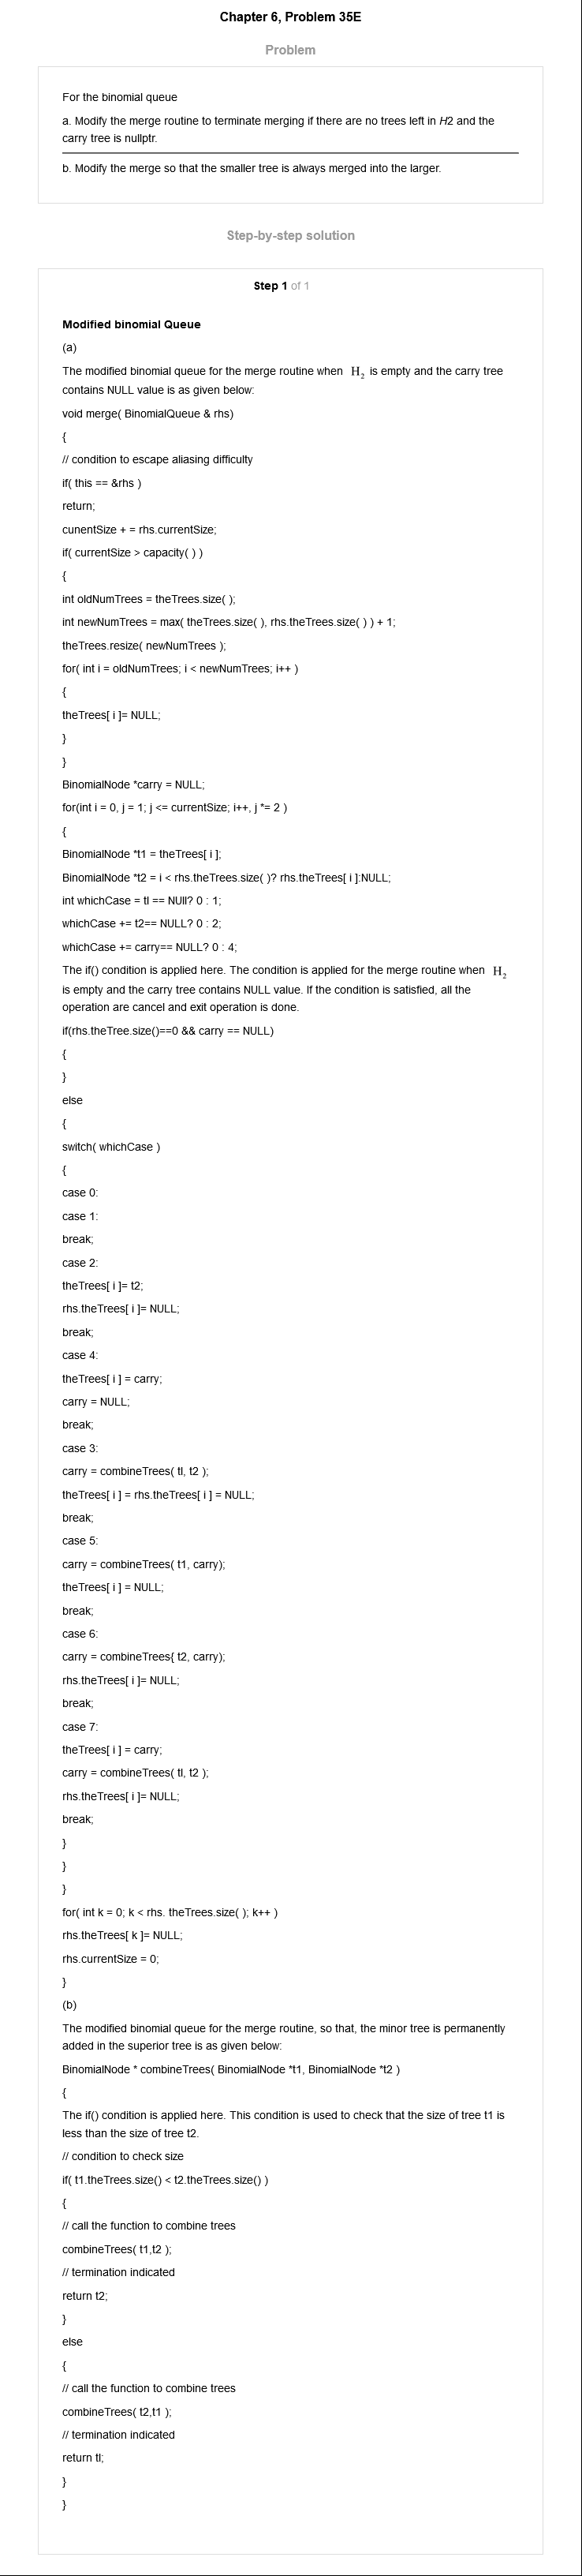 Chapter 6, Problem 35E
Problem
For the binomial queue
a. Modify the merge routine to terminate merging if there are no trees left in H2 and the
carry tree is nullptr.
b. Modify the merge so that the smaller tree is always merged into the larger.
Step-by-step solution
Step 1 of 1
Modified binomial Queue
(a)
The modified binomial queue for the merge routine when H₂ is empty and the carry tree
contains NULL value is as given below:
void merge( BinomialQueue & rhs)
{
// condition to escape aliasing difficulty
if( this == &rhs )
return;
cunentSize + = rhs.currentSize;
if( currentSize > capacity( ) )
{
int oldNumTrees = theTrees.size( );
int newNumTrees = max( theTrees.size( ), rhs.theTrees.size( ) ) + 1;
theTrees.resize( newNumTrees );
for( int i = oldNumTrees; i < newNumTrees; i++ )
{
theTrees[ i ]= NULL;
}
}
BinomialNode *carry = NULL;
for(int i = 0, j = 1; j <= currentSize; i++, j *= 2 )
{
BinomialNode *t1 = theTrees[ i ];
BinomialNode *t2 = i < rhs.theTrees.size( )? rhs.theTrees[ i ]:NULL;
int whichCase = tl == NUll? 0 : 1;
whichCase += t2== NULL? 0 : 2;
whichCase += carry== NULL? 0 : 4;
The if() condition is applied here. The condition is applied for the merge routine when H₂
is empty and the carry tree contains NULL value. If the condition is satisfied, all the
operation are cancel and exit operation is done.
if(rhs.theTree.size()==0 && carry == NULL)
{
}
else
{
switch( whichCase )
{
case 0:
case 1:
break;
case 2:
theTrees[ i ]= t2;
rhs.theTrees[ i ]= NULL;
break;
case 4:
theTrees[ i ] = carry;
carry = NULL;
break;
case 3:
carry = combineTrees( tl, t2 );
theTrees[ i ] = rhs.theTrees[ i ] = NULL;
break;
case 5:
carry = combineTrees( t1, carry);
theTrees[ i ] = NULL;
break;
case 6:
carry = combineTrees{ t2, carry);
rhs.theTrees[ i ]= NULL;
break;
case 7:
theTrees[ i ] = carry;
carry = combineTrees( tl, t2 );
rhs.theTrees[ i ]= NULL;
break;
}
}
}
for( int k = 0; k < rhs. theTrees.size( ); k++ )
rhs.theTrees[ k ]= NULL;
rhs.currentSize = 0;
}
(b)
The modified binomial queue for the merge routine, so that, the minor tree is permanently
added in the superior tree is as given below:
BinomialNode * combineTrees( BinomialNode *t1, BinomialNode *t2 )
{
The if() condition is applied here. This condition is used to check that the size of tree t1 is
less than the size of tree t2.
// condition to check size
if( t1.theTrees.size() < t2.theTrees.size() )
{
// call the function to combine trees
combineTrees( t1,t2 );
// termination indicated
return t2;
}
else
{
// call the function to combine trees
combineTrees( t2,t1 );
// termination indicated
return tl;
}
}